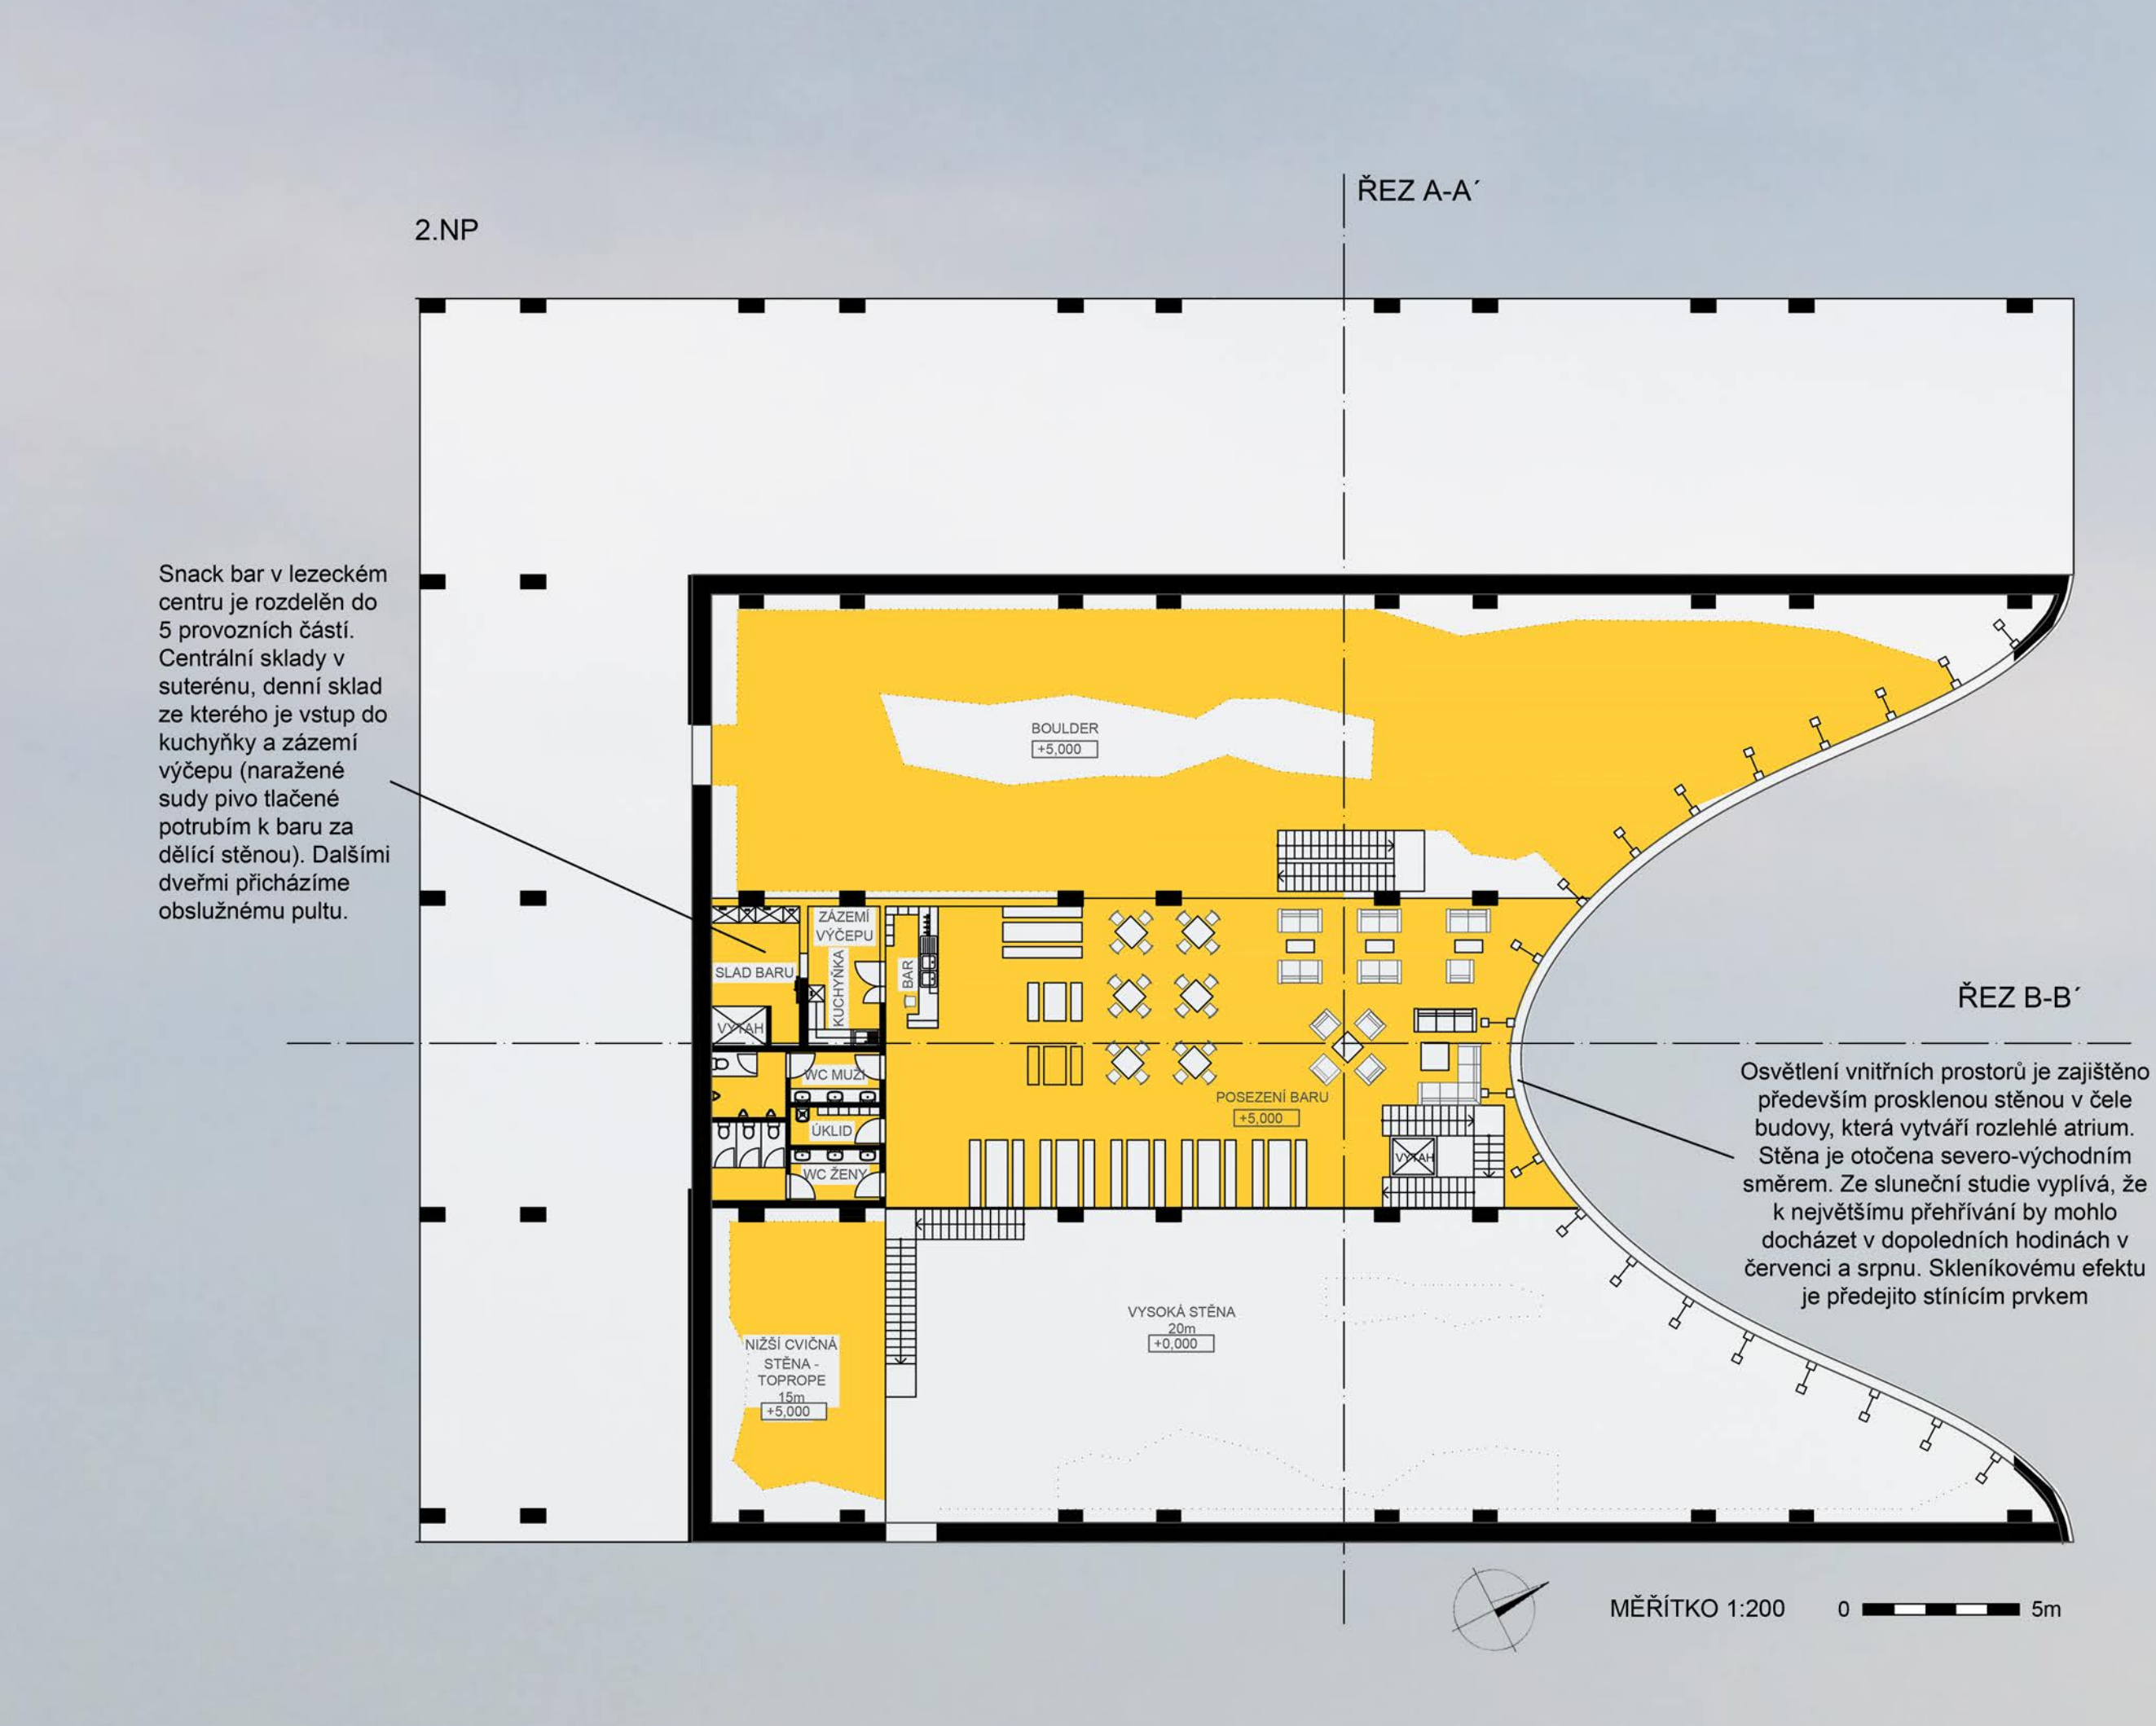 ŘEZ A-A´
2.NP
Snack bar v lezeckém
centru je rozdelěn do
5 provozních částí.
Centrální sklady v
suterénu, denní sklad
ze kterého je vstup do
kuchyňky a zázemí
výčepu (naražené
sudy pivo tlačené
potrubím k baru za
dělící stěnou). Dalšími
dveřmi přicházíme
obslužnému pultu.
BOULDER
+5,000
ZÁZEMÍ
VÝČEPU
SLAD BARU
KUCHYŇKA
BAR
VÝTAH
WC MUŽI
ÚKLID
WC ŽENY
POSEZENÍ BARU
+5,000
VÝTAH
ŘEZ B-B´
Osvětlení vnitřních prostorů je zajištěno
především prosklenou stěnou v čele
budovy, která vytváří rozlehlé atrium.
Stěna je otočena severo-východním
směrem. Ze sluneční studie vyplívá, že
k největšímu přehřívání by mohlo
docházet v dopoledních hodinách v
červenci a srpnu. Skleníkovému efektu
je předejito stínícím prvkem
NIŽŠÍ CVIČNÁ
STĚNA -
TOPROPE
15m
+5,000
VYSOKÁ STĚNA
20m
+0,000
MĚŘÍTKO 1:200
0 5m